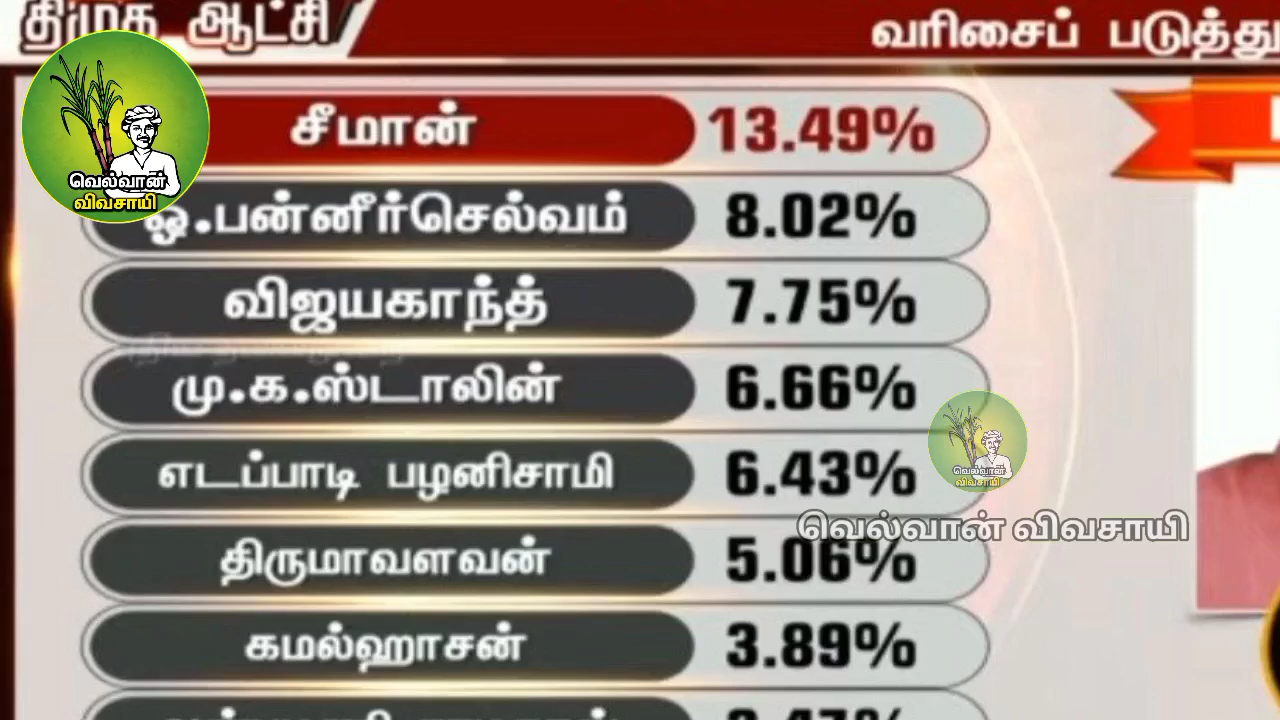 திமுக ஆட்சி
வரிசைப் படுத்து
சீமான் 13.49%
ஓ.பன்னீர்செல்வம் 8.02%
விஜயகாந்த் 7.75%
மு.க.ஸ்டாலின் 6.66%
எடப்பாடி பழனிசாமி 6.43%
திருமாவளவன் 5.06%
கமல்ஹாசன் 3.89%
வெல்வான்
விவசாயி
வெல்வான்
விவசாயி
வெல்வான் விவசாயி